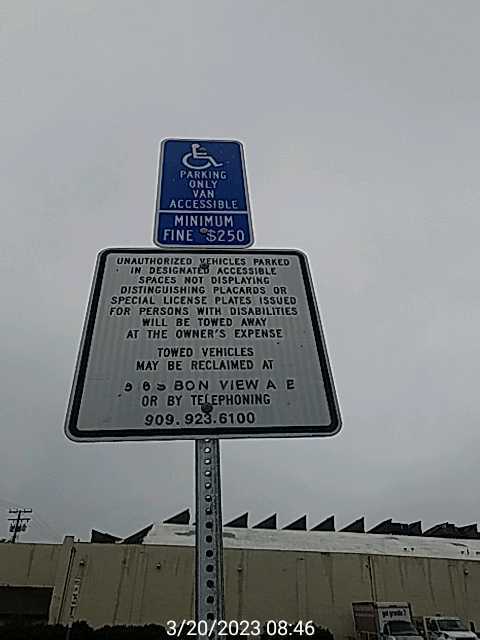 PARKING
ONLY
VAN
ACCESSIBLE
MINIMUM
FINE $250
UNAUTHORIZED VEHICLES PARKED
IN DESIGNATED ACCESSIBLE
SPACES NOT DISPLAYING
DISTINGUISHING PLACARDS OR
SPECIAL LICENSE PLATES ISSUED
FOR PERSONS WITH DISABILITIES
WILL BE TOWED AWAY
AT THE OWNER'S EXPENSE
TOWED VEHICLES
MAY BE RECLAIMED AT
BON VIEW A E
OR BY TELEPHONING
909.923.6100
3/20/2023 08:46